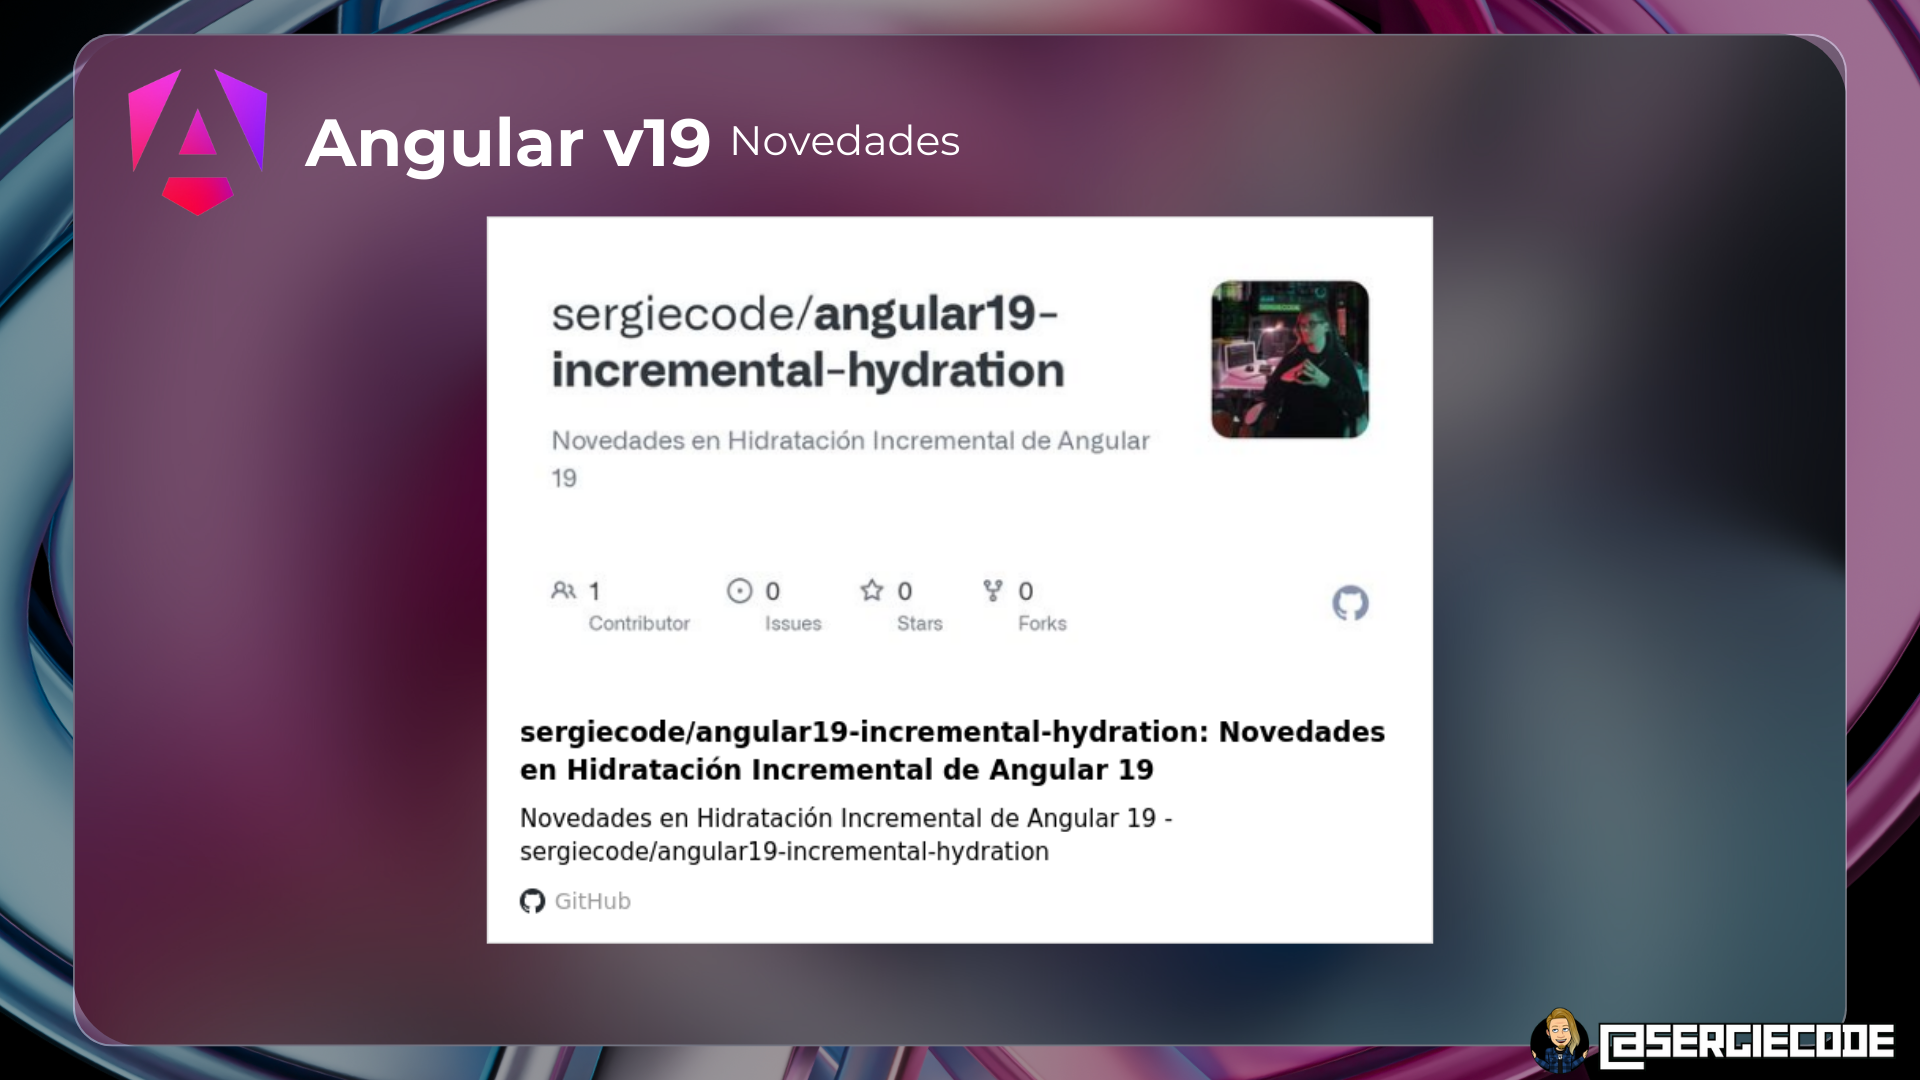 Angular v19 Novedades
sergiecode/angular19-
incremental-hydration
Novedades en Hidratación Incremental de Angular
19
1 0 0 0
Contributor Issues Stars Forks
sergiecode/angular19-incremental-hydration: Novedades
en Hidratación Incremental de Angular 19
Novedades en Hidratación Incremental de Angular 19 -
sergiecode/angular19-incremental-hydration
GitHub
@SERGIECODE